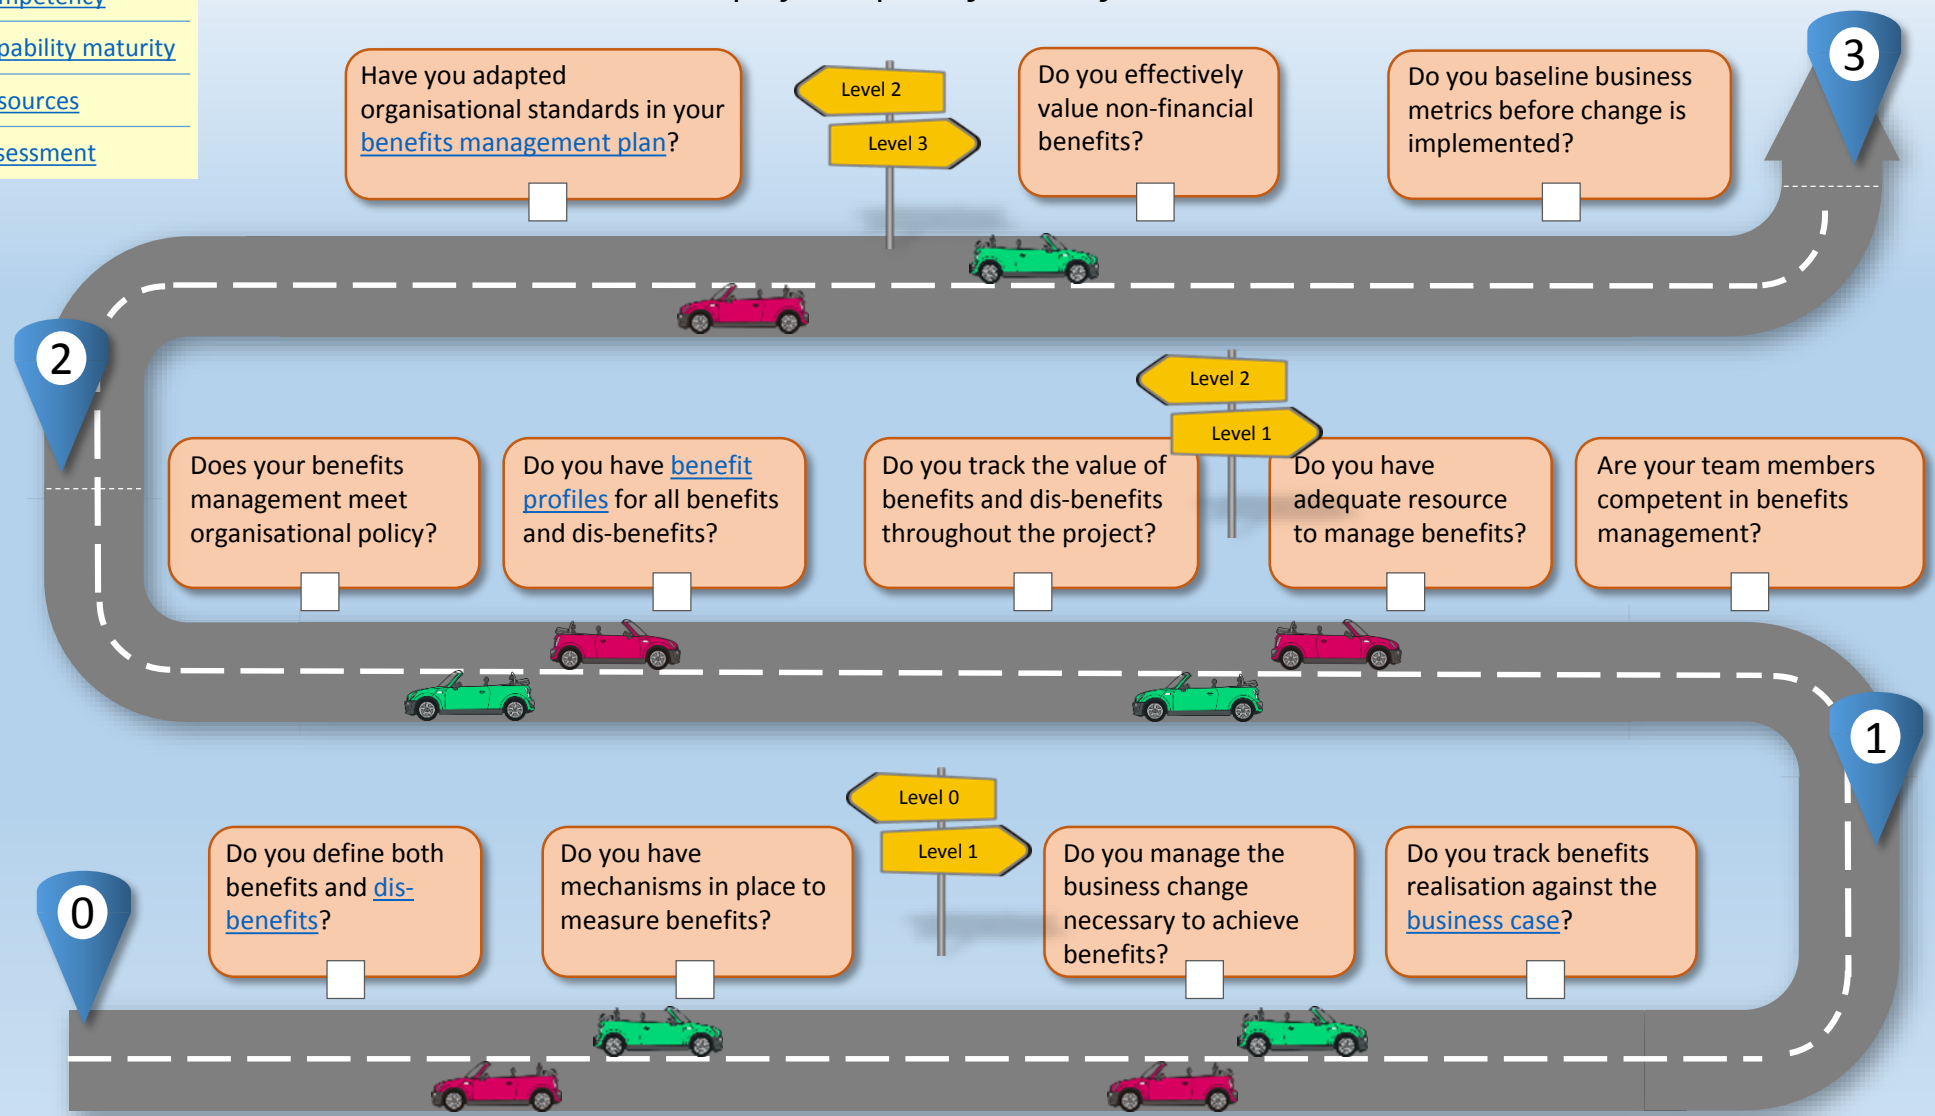 pability maturity
sources
sessment
3
Have you adapted
organisational standards in your
benefits management plan?
Level 2
Level 3
Do you effectively
value non-financial
benefits?
Do you baseline business
metrics before change is
implemented?
2
Level 2
Level 1
Does your benefits
management meet
organisational policy?
Do you have benefit
profiles for all benefits
and dis-benefits?
Do you track the value of
benefits and dis-benefits
throughout the project?
Do you have
adequate resource
to manage benefits?
Are your team members
competent in benefits
management?
1
Level 0
Level 1
0
Do you define both
benefits and dis-
benefits?
Do you have
mechanisms in place to
measure benefits?
Do you manage the
business change
necessary to achieve
benefits?
Do you track benefits
realisation against the
business case?